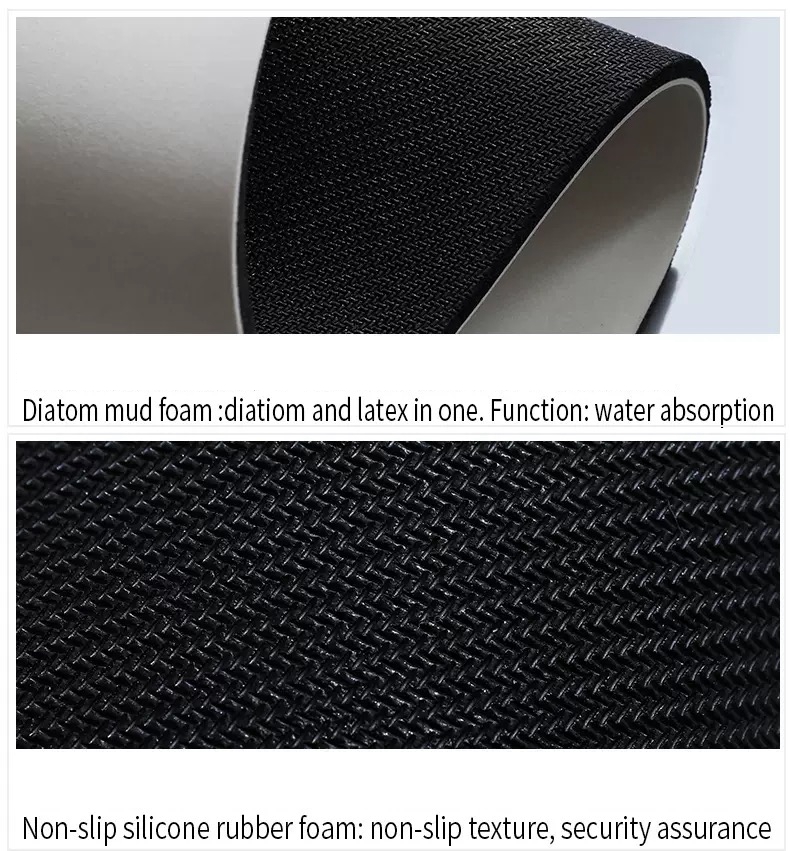 Diatom mud foam :diatiom and latex in one. Function: water absorption
Non-slip silicone rubber foam: non-slip texture, security assurance